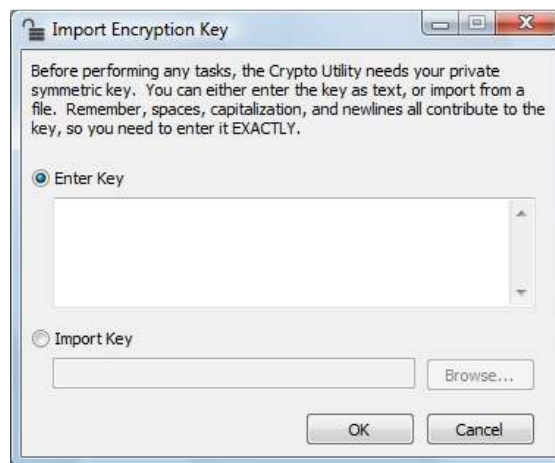 Import Encryption Key
Before performing any tasks, the Crypto Utility needs your private
symmetric key. You can either enter the key as text, or import from a
file. Remember, spaces, capitalization, and newlines all contribute to the
key, so you need to enter it EXACTLY.
Enter Key
Import Key
Browse...
OK Cancel